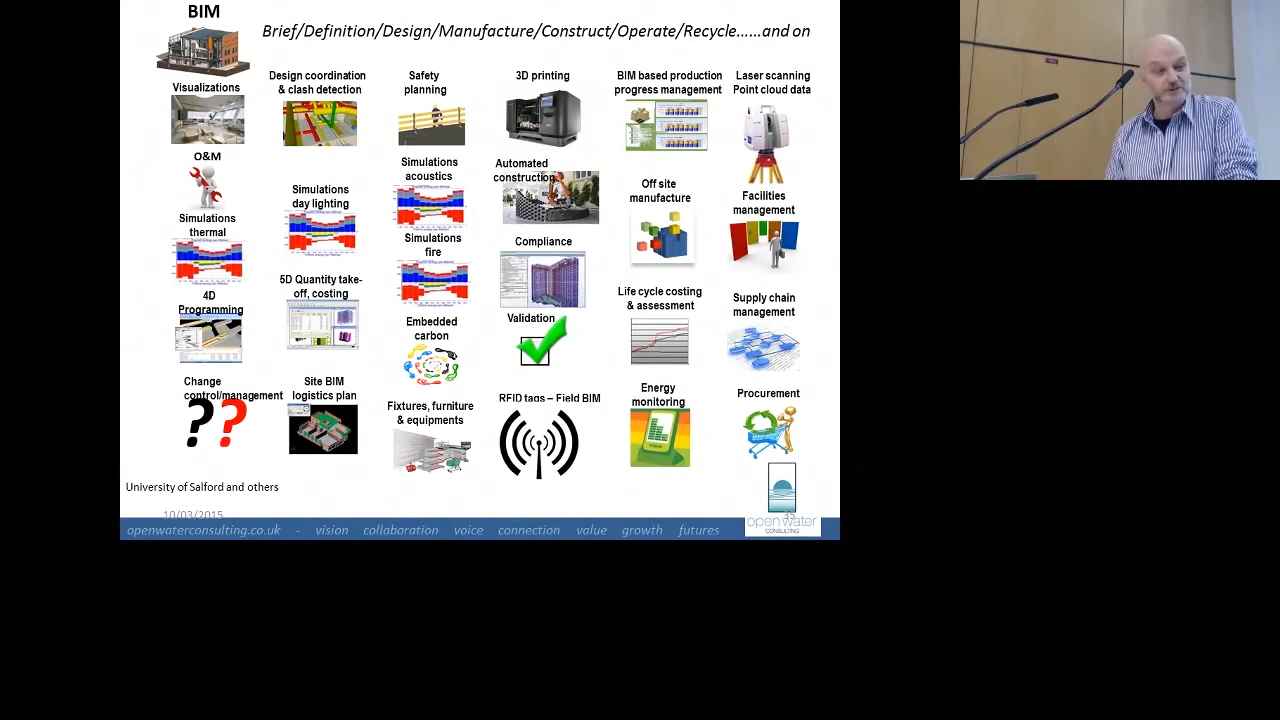 BIM
Brief/Definition/Design/Manufacture/Construct/Operate/Recycle……and on
Visualizations
Design coordination
& clash detection
Safety
planning
3D printing
BIM based production
progress management
Laser scanning
Point cloud data
O&M
Simulations
day lighting
Simulations
acoustics
Automated
construction
Off site
manufacture
Facilities
management
Simulations
thermal
Simulations
fire
Compliance
4D
Programming
5D Quantity take-
off, costing
Embedded
carbon
Validation
Life cycle costing
& assessment
Supply chain
management
Change
control/management
??
Site BIM
logistics plan
Fixtures, furniture
& equipments
RFID tags – Field BIM
Energy
monitoring
Procurement
University of Salford and others
10/03/2015
35
openwaterconsulting.co.uk - vision collaboration voice connection value growth futures
open water
CONSULTING